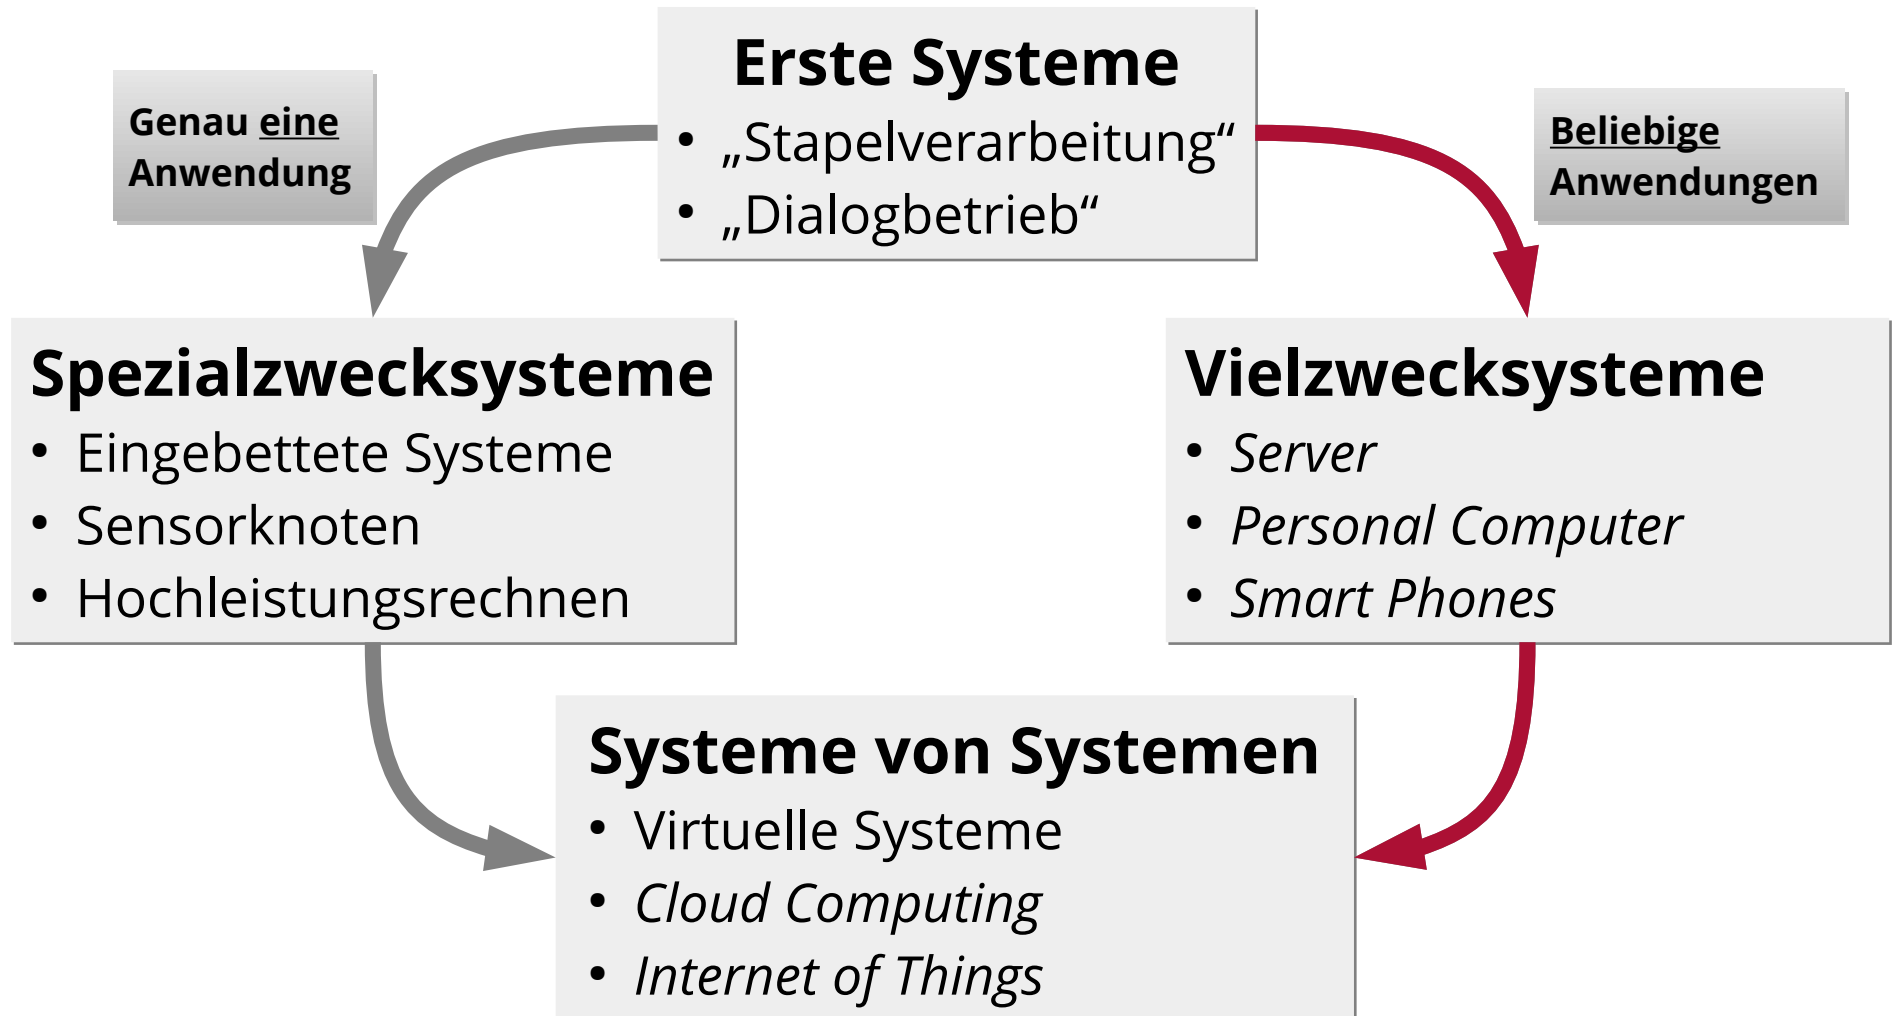 Erste Systeme
• „Stapelverarbeitung“
• „Dialogbetrieb“
Genau eine
Anwendung
Beliebige
Anwendungen
Spezialzwecksysteme
• Eingebettete Systeme
• Sensorknoten
• Hochleistungsrechnen
Vielzwecksysteme
• Server
• Personal Computer
• Smart Phones
Systeme von Systemen
• Virtuelle Systeme
• Cloud Computing
• Internet of Things